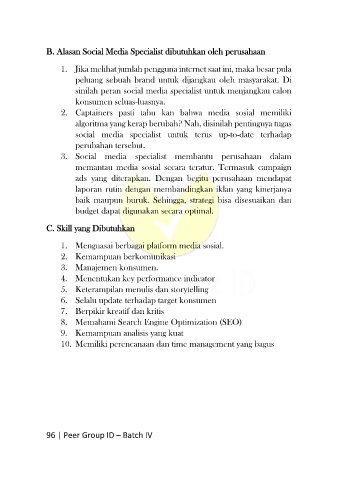 B. Alasan Social Media Specialist dibutuhkan oleh perusahaan
1. Jika melihat jumlah pengguna internet saat ini, maka besar pula
peluang sebuah brand untuk dijangkau oleh masyarakat. Di
sinilah peran social media specialist untuk menjangkau calon
konsumen seluas-luasnya.
2. Captainers pasti tahu kan bahwa media sosial memiliki
algoritma yang kerap berubah? Nah, disinilah pentingnya tugas
social media specialist untuk terus up-to-date terhadap
perubahan tersebut.
3. Social media specialist membantu perusahaan dalam
memantau media sosial secara teratur. Termasuk campaign
ads yang diterapkan. Dengan begitu perusahaan mendapat
laporan rutin dengan membandingkan iklan yang kinerjanya
baik maupun buruk. Sehingga, strategi bisa disesuaikan dan
budget dapat digunakan secara optimal.
C. Skill yang Dibutuhkan
1. Menguasai berbagai platform media sosial.
2. Kemampuan berkomunikasi
3. Manajemen konsumen.
4. Menentukan key performance indicator
5. Keterampilan menulis dan storytelling
6. Selalu update terhadap target konsumen
7. Berpikir kreatif dan kritis
8. Memahami Search Engine Optimization (SEO)
9. Kemampuan analisis yang kuat
10. Memiliki perencanaan dan time management yang bagus
96 | Peer Group ID – Batch IV